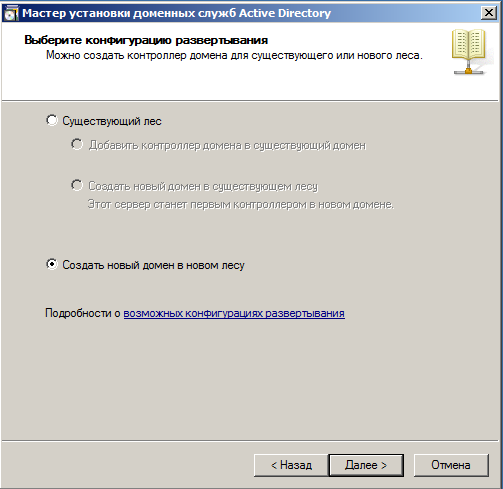 Мастер установки доменных служб Active Directory
Выберите конфигурацию развертывания
Можно создать контроллер домена для существующего или нового леса.
Существующий лес
Добавить контроллер домена в существующий домен
Создать новый домен в существующем лесу
Этот сервер станет первым контроллером в новом домене.
Создать новый домен в новом лесу
Подробности о возможных конфигурациях развертывания
< Назад
Далее >
Отмена